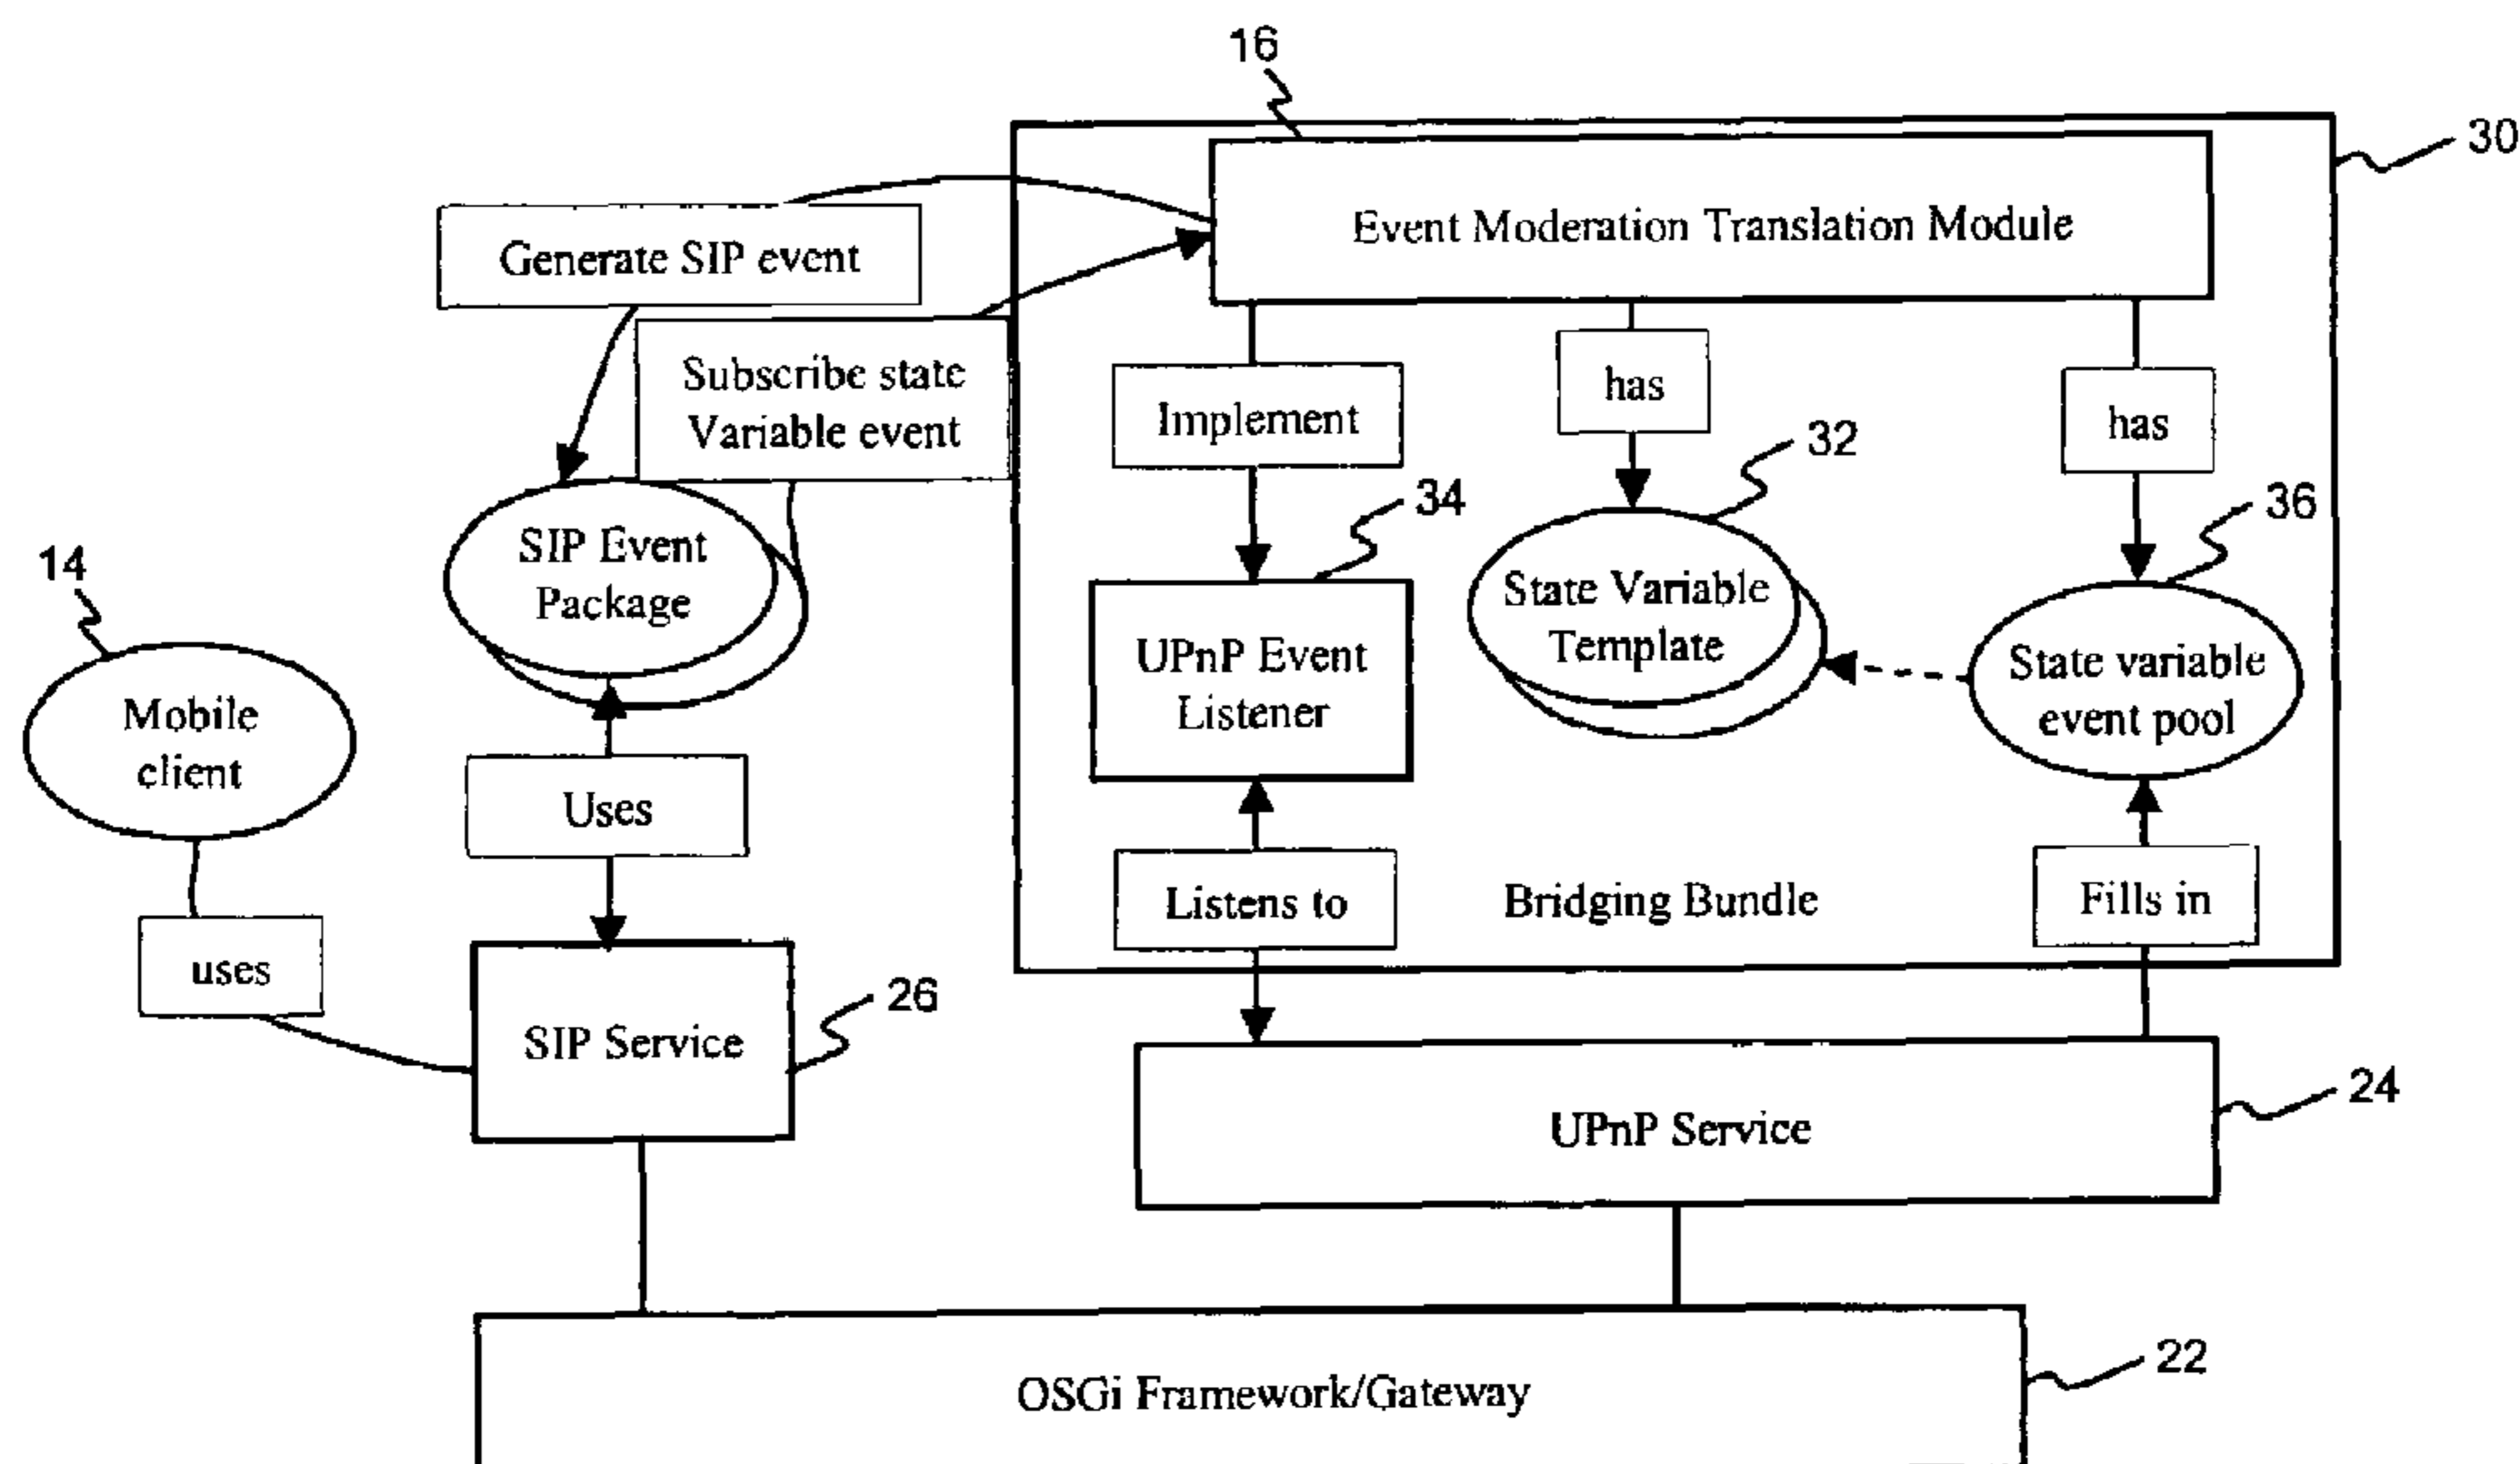 16
30
Event Moderation Translation Module
Generate SIP event
Subscribe state
Variable event
Implement
has
has
32
34
36
14
SIP Event
Package
State Variable
Template
UPnP Event
Listener
State variable
event pool
Mobile
client
Uses
Listens to
Bridging Bundle
Fills in
uses
26
SIP Service
24
UPnP Service
22
OSGi Framework/Gateway